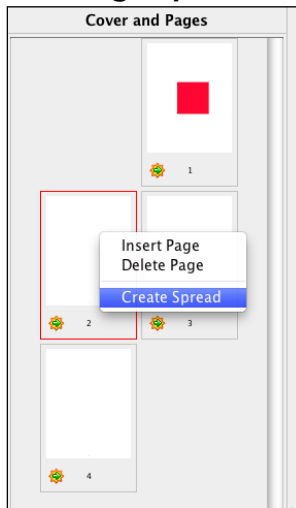 Cover and Pages
1
Insert Page
Delete Page
Create Spread
2
3
4